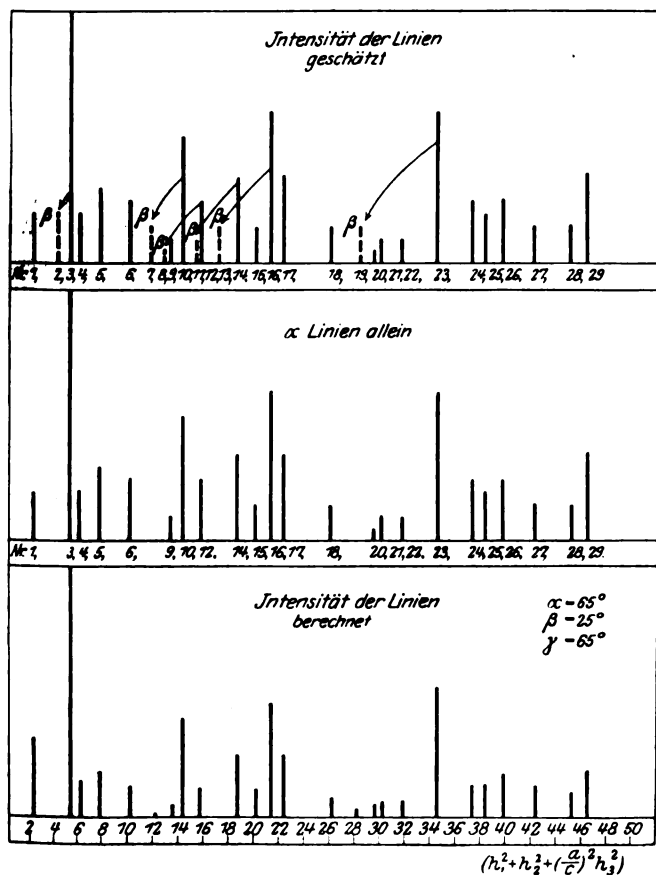 Intensität der Linien
geschätzt
β
β
β
β
β
β
Nr. 1, 2, 3, 4, 5, 6, 7, 8, 9, 10, 11, 12, 13, 14, 15, 16, 17, 18, 19, 20, 21, 22, 23, 24, 25, 26, 27, 28, 29
α Linien allein
Nr. 1, 3, 4, 5, 6, 9, 10, 12. 14, 15, 16, 17, 18, 20, 21, 22. 23, 24, 25, 26, 27, 28, 29.
Intensität der Linien
berechnet
α = 65°
β = 25°
γ = 65°
2 4 6 8 10 12 14 16 18 20 22 24 26 28 30 32 34 36 38 40 42 44 46 48 50
(h₁²+h₂²+(a/c)²h₃²)